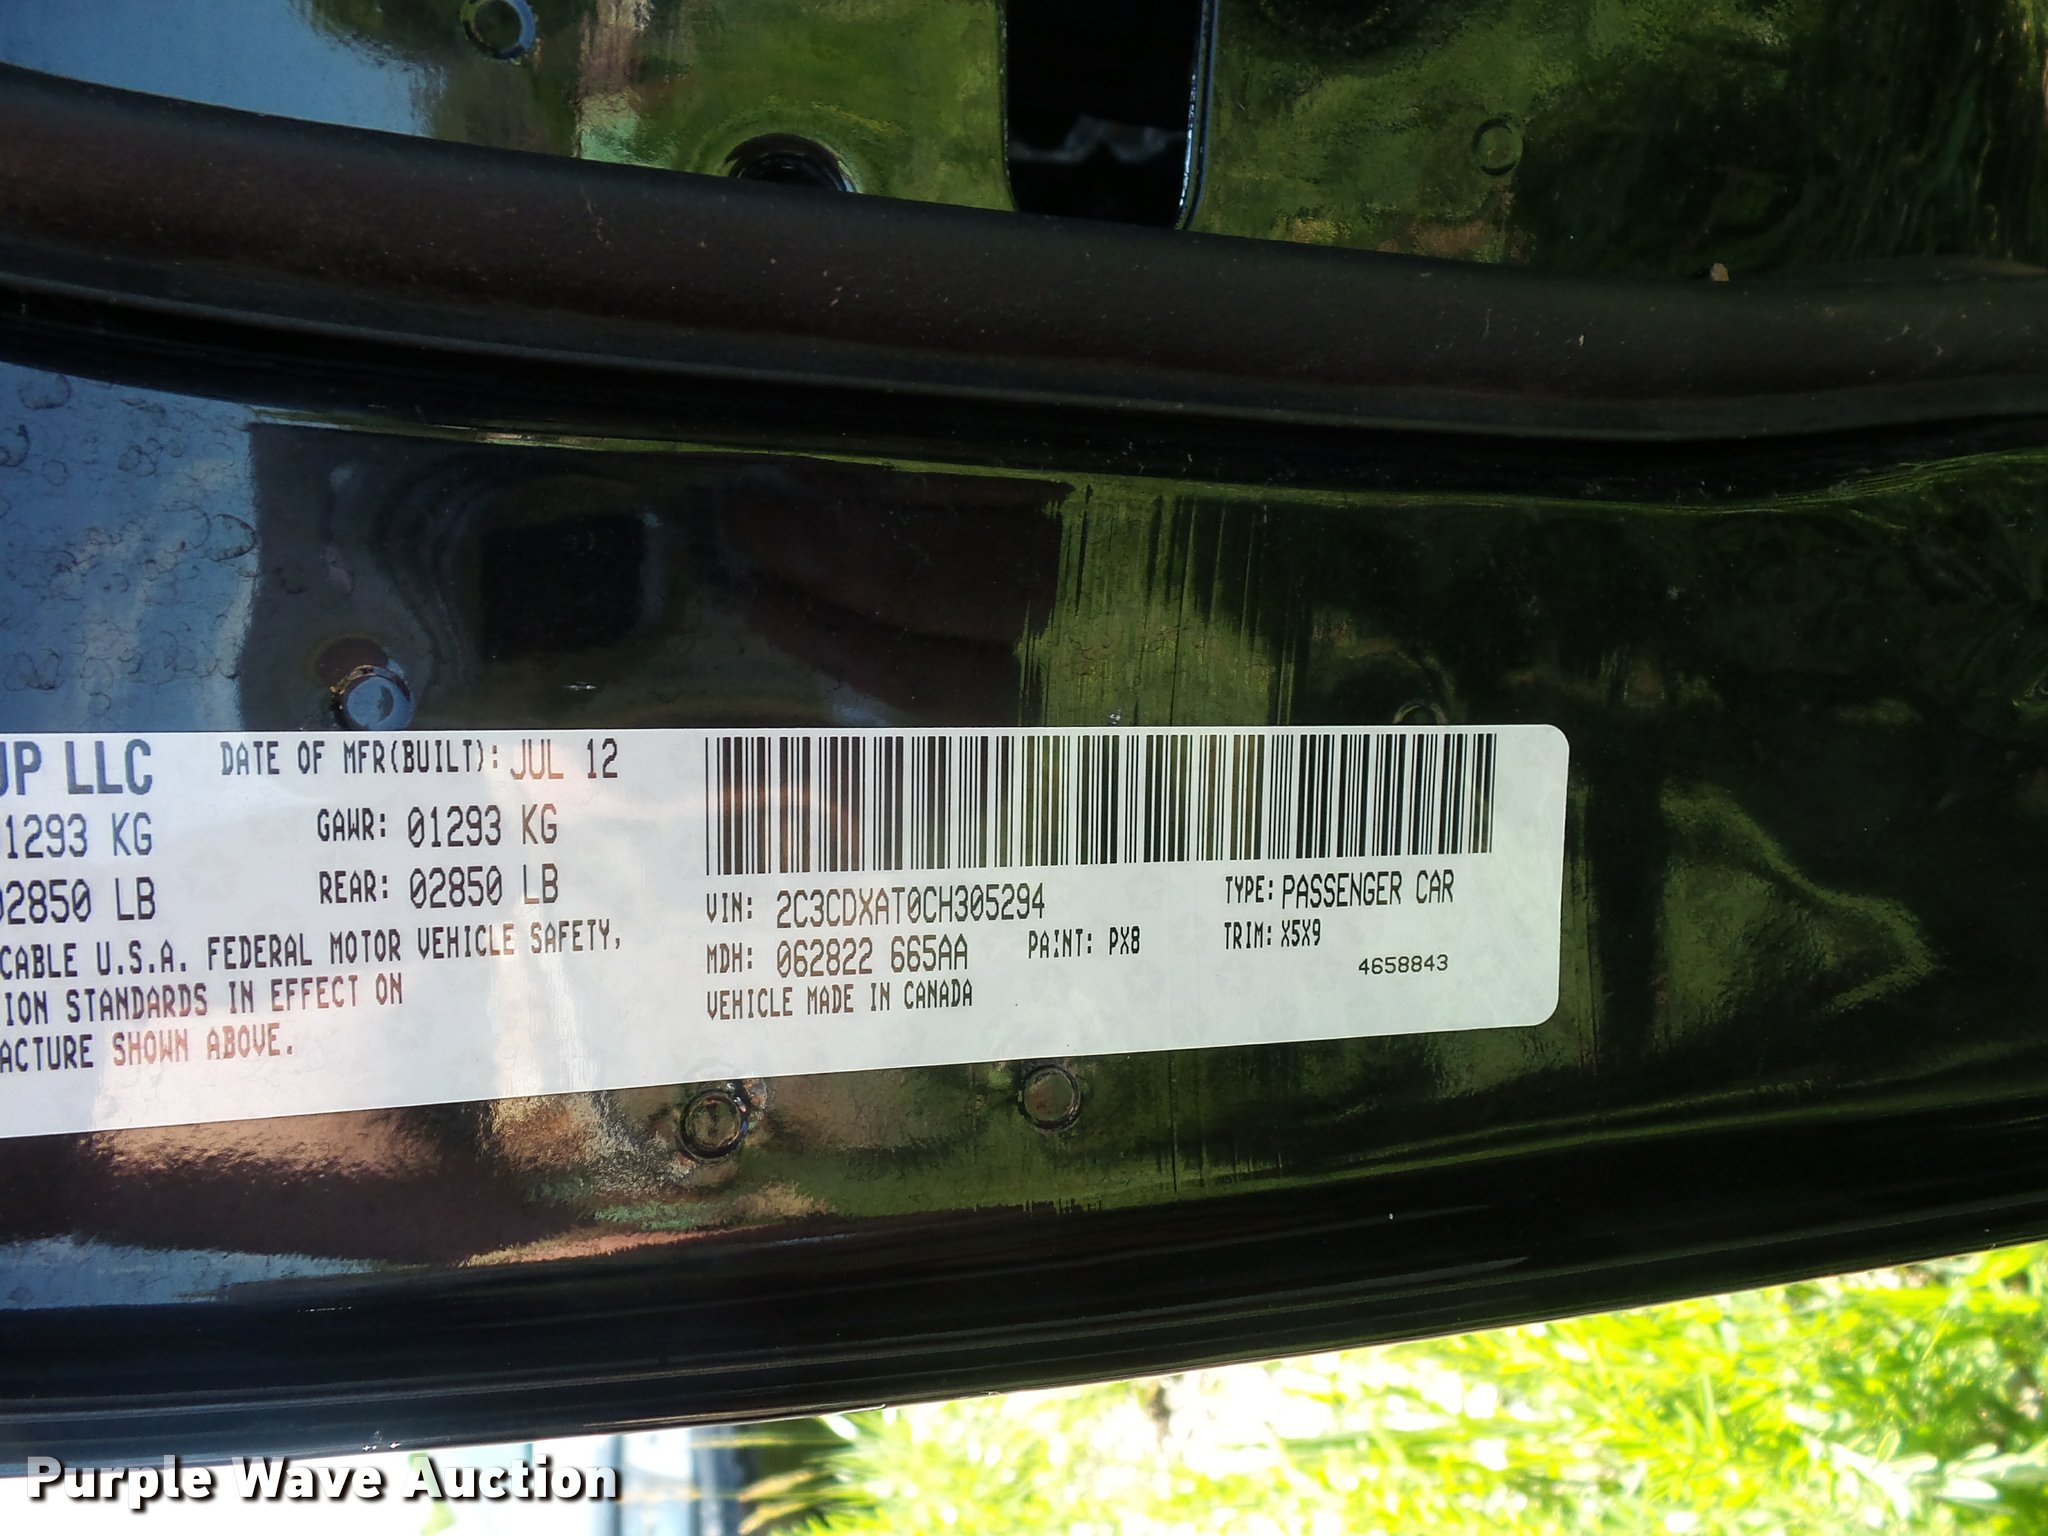 UP LLC DATE OF MFR(BUILT): JUL 12
1293 KG GAWR: 01293 KG
02850 LB REAR: 02850 LB
CABLE U.S.A. FEDERAL MOTOR VEHICLE SAFETY,
ION STANDARDS IN EFFECT ON
ACTURE SHOWN ABOVE.
VIN: 2C3CDXAT0CH305294 TYPE: PASSENGER CAR
MDH: 062822 665AA PAINT: PX8 TRIM: X5X9
VEHICLE MADE IN CANADA 4658843
Purple Wave Auction